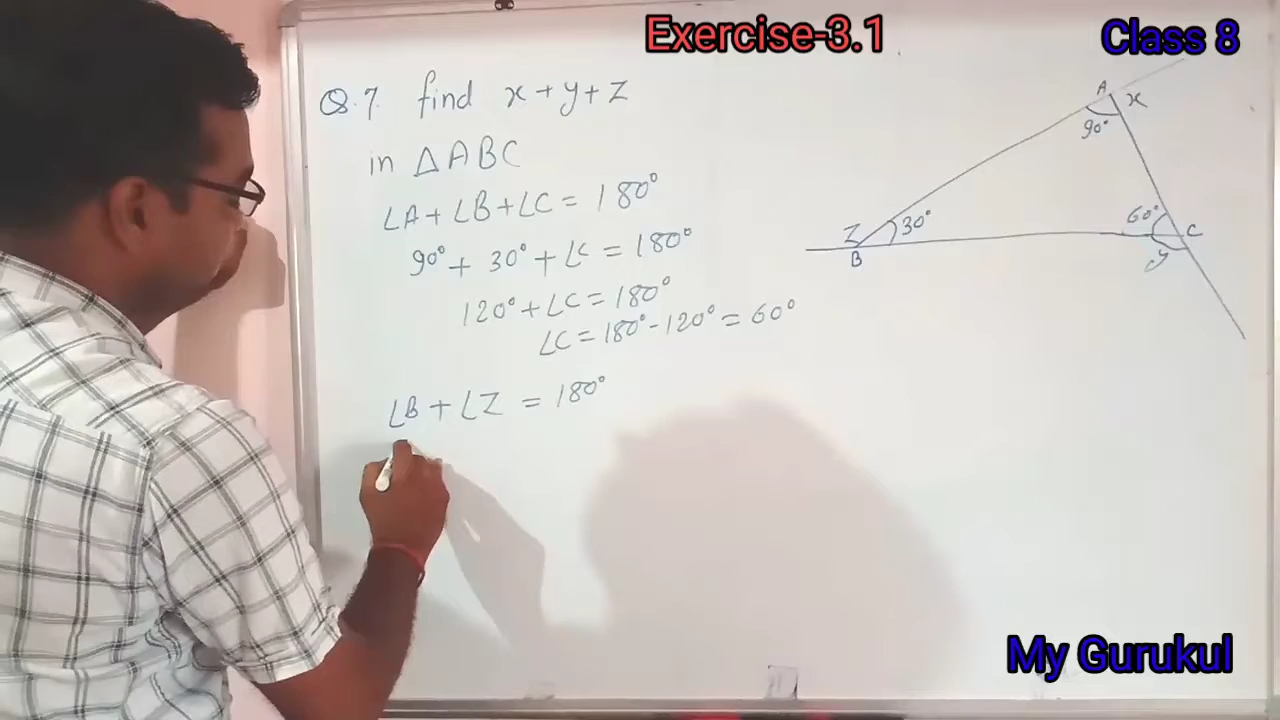 Exercise-3.1
Class 8
Q.7. find x+y+z
in △ABC
∠A+∠B+∠C = 180°
90° + 30° + ∠C = 180°
120° + ∠C = 180°
∠C = 180° - 120° = 60°
∠B + ∠Z = 180°
A
x
90°
Z
30°
B
60°
C
y
My Gurukul